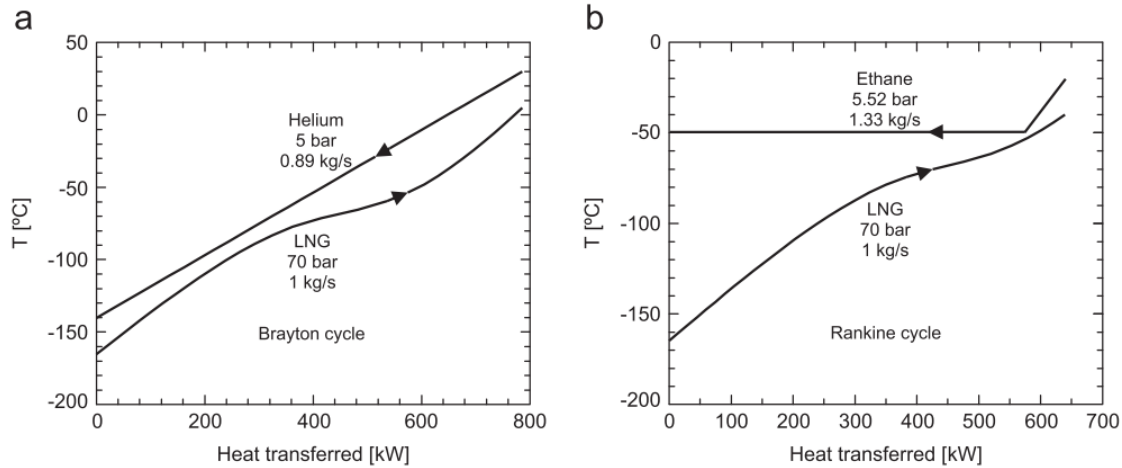 a
50
0
-50
-100
-150
-200
T [ºC]
Helium
5 bar
0.89 kg/s
LNG
70 bar
1 kg/s
Brayton cycle
0
200
400
600
800
Heat transferred [kW]
b
0
-50
-100
-150
-200
T [ºC]
Ethane
5.52 bar
1.33 kg/s
LNG
70 bar
1 kg/s
Rankine cycle
0
100
200
300
400
500
600
700
Heat transferred [kW]